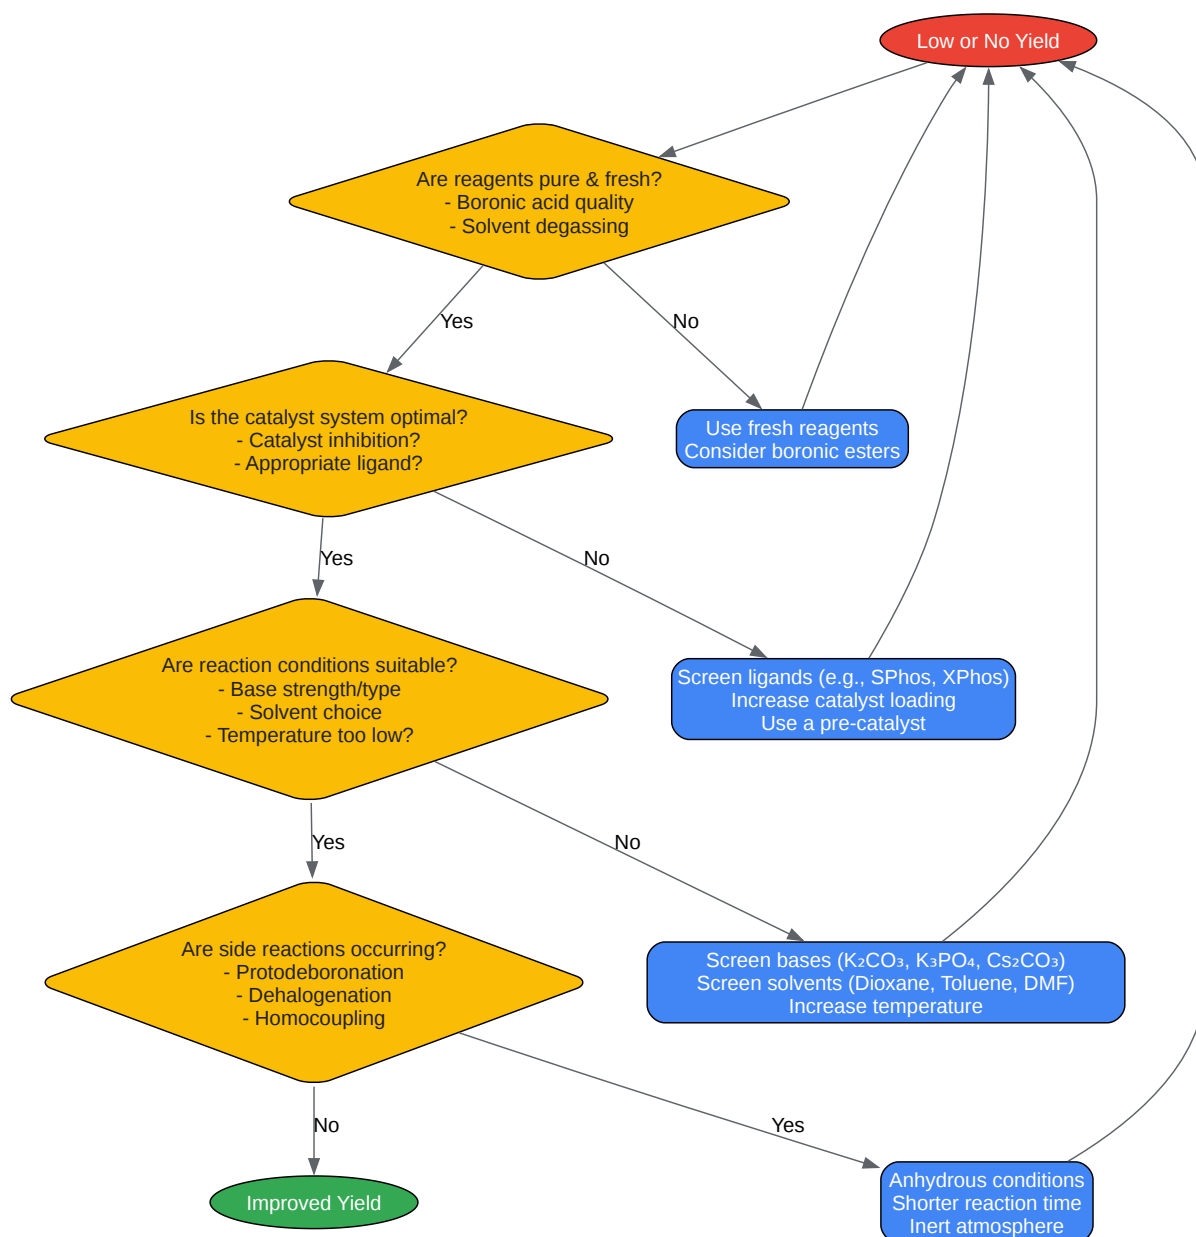 Low or No Yield
Are reagents pure & fresh?
- Boronic acid quality
- Solvent degassing
Yes
No
Is the catalyst system optimal?
- Catalyst inhibition?
- Appropriate ligand?
Use fresh reagents
Consider boronic esters
Yes
No
Are reaction conditions suitable?
- Base strength/type
- Solvent choice
- Temperature too low?
Screen ligands (e.g., SPhos, XPhos)
Increase catalyst loading
Use a pre-catalyst
Yes
No
Are side reactions occurring?
- Protodeboronation
- Dehalogenation
- Homocoupling
Screen bases (K₂CO₃, K₃PO₄, Cs₂CO₃)
Screen solvents (Dioxane, Toluene, DMF)
Increase temperature
No
Yes
Improved Yield
Anhydrous conditions
Shorter reaction time
Inert atmosphere